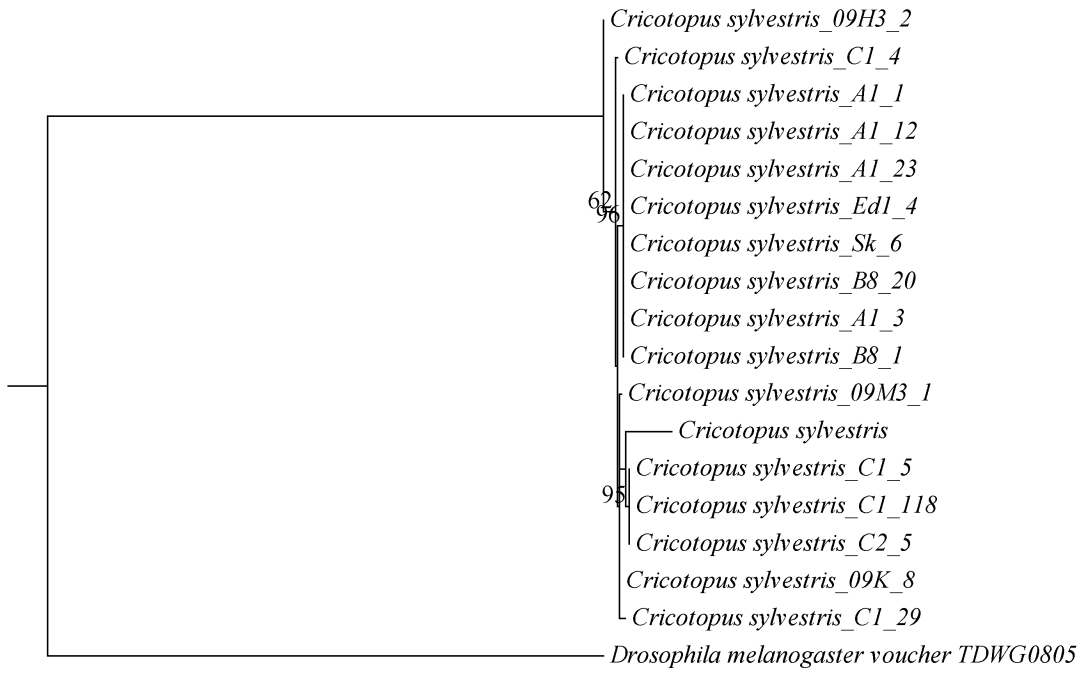 Cricotopus sylvestris_09H3_2
Cricotopus sylvestris_C1_4
Cricotopus sylvestris_A1_1
Cricotopus sylvestris_A1_12
Cricotopus sylvestris_A1_23
62
Cricotopus sylvestris_Ed1_4
96
Cricotopus sylvestris_Sk_6
Cricotopus sylvestris_B8_20
Cricotopus sylvestris_A1_3
Cricotopus sylvestris_B8_1
Cricotopus sylvestris_09M3_1
Cricotopus sylvestris
Cricotopus sylvestris_C1_5
95
Cricotopus sylvestris_C1_118
Cricotopus sylvestris_C2_5
Cricotopus sylvestris_09K_8
Cricotopus sylvestris_C1_29
Drosophila melanogaster voucher TDWG0805